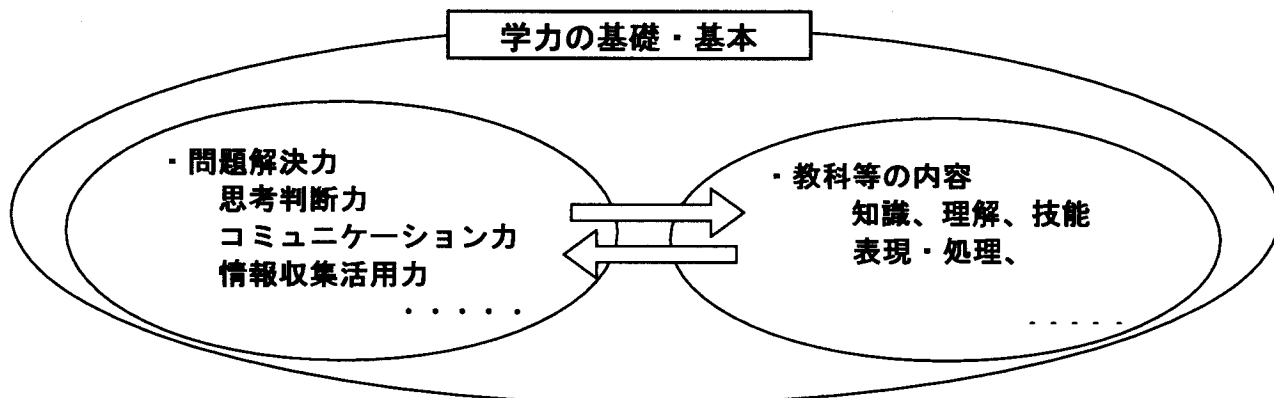 学力の基礎・基本
・問題解決力
思考判断力
コミュニケーション力
情報収集活用力
・・・・・
・教科等の内容
知識、理解、技能
表現・処理、
・・・・・